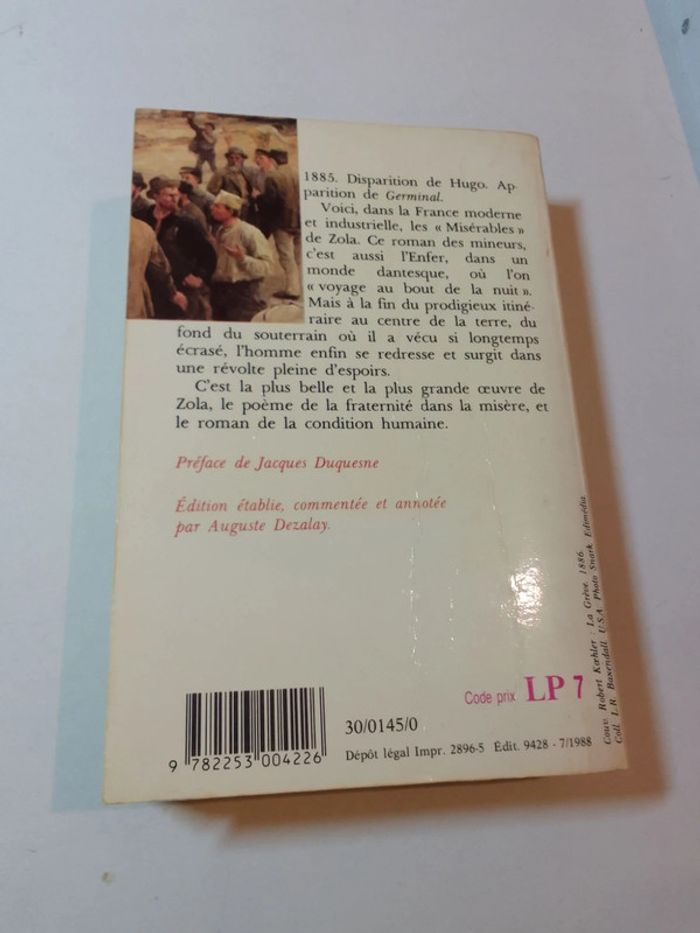 1885. Disparition de Hugo. Ap-
parition de Germinal.
Voici, dans la France moderne
et industrielle, les « Misérables »
de Zola. Ce roman des mineurs,
c'est aussi l'Enfer, dans un
monde dantesque, où l'on
« voyage au bout de la nuit ».
Mais à la fin du prodigieux itiné-
raire au centre de la terre, du
fond du souterrain où il a vécu si longtemps
écrasé, l'homme enfin se redresse et surgit dans
une révolte pleine d'espoirs.
C'est la plus belle et la plus grande œuvre de
Zola, le poème de la fraternité dans la misère, et
le roman de la condition humaine.
Préface de Jacques Duquesne
Édition établie, commentée et annotée
par Auguste Dezalay.
Couv. Robert Kœhler : La Grève, 1886.
Coll. L.R. Baxendall, U.S.A. Photo Snark Edimédia.
Code prix LP 7
30/0145/0
Dépôt légal Impr. 2896-5 Édit. 9428 - 7/1988
9 782253 004226